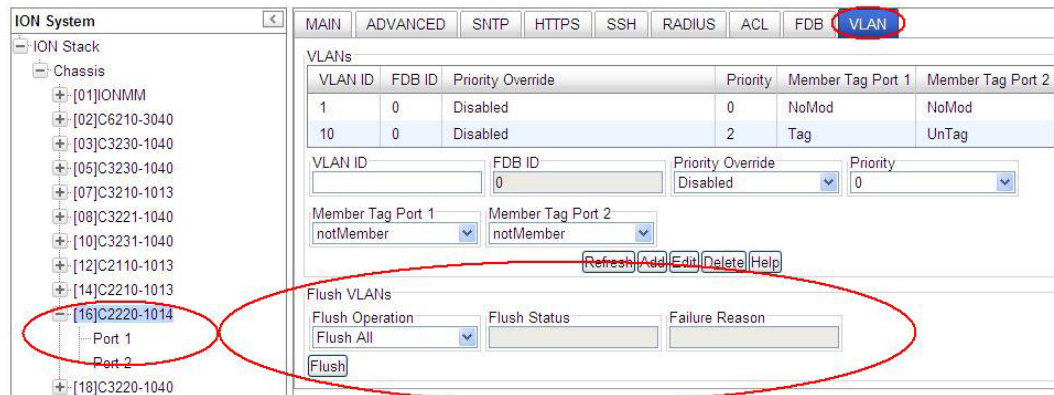 ION System
ION Stack
Chassis
[01]IONMM
[02]C6210-3040
[03]C3230-1040
[05]C3230-1040
[07]C3210-1013
[08]C3221-1040
[10]C3231-1040
[12]C2110-1013
[14]C2210-1013
[16]C2220-1014
Port 1
Port 2
[18]C3220-1040
MAIN ADVANCED SNTP HTTPS SSH RADIUS ACL FDB VLAN
VLANs
VLAN ID FDB ID Priority Override Priority Member Tag Port 1 Member Tag Port 2
1 0 Disabled 0 NoMod NoMod
10 0 Disabled 2 Tag UnTag
VLAN ID FDB ID Priority Override Priority
0 Disabled 0
Member Tag Port 1 Member Tag Port 2
notMember notMember
Refresh Add Edit Delete Help
Flush VLANs
Flush Operation Flush Status Failure Reason
Flush All
Flush